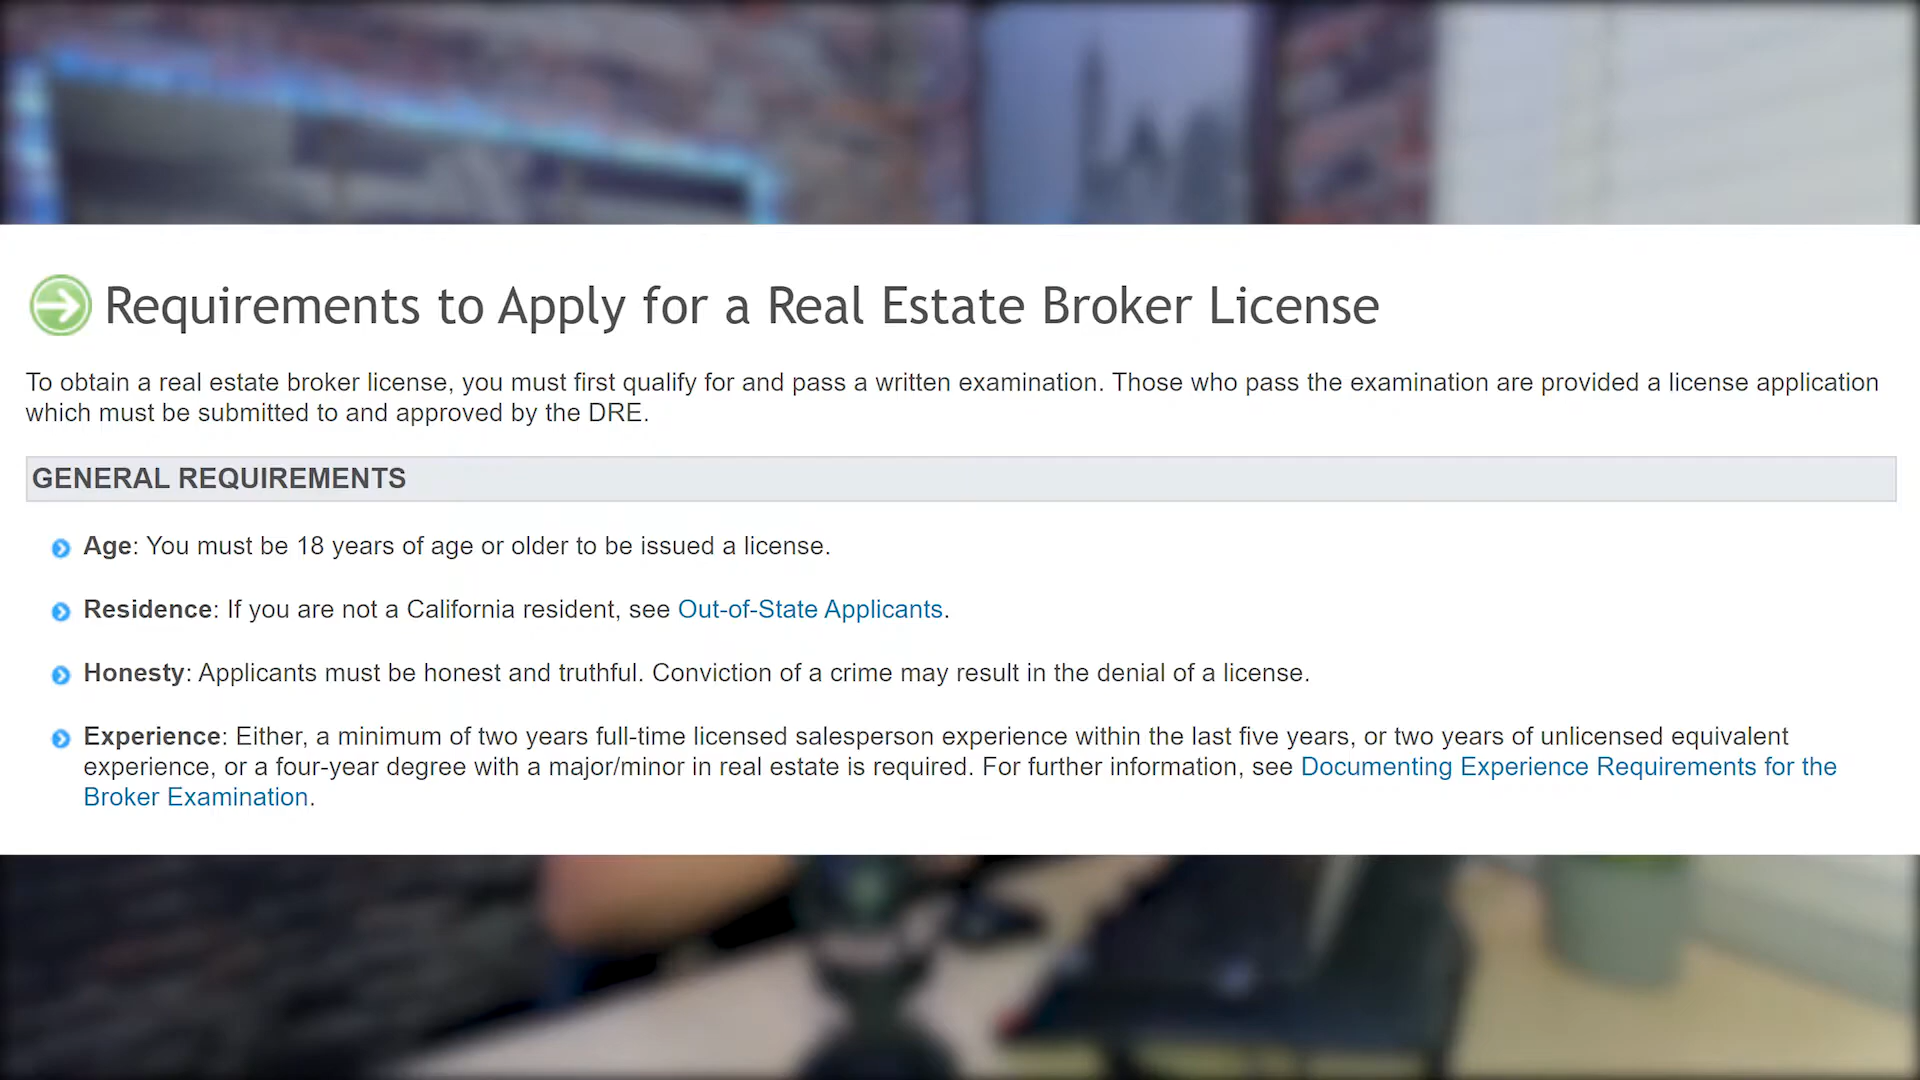 Requirements to Apply for a Real Estate Broker License
To obtain a real estate broker license, you must first qualify for and pass a written examination. Those who pass the examination are provided a license application
which must be submitted to and approved by the DRE.
GENERAL REQUIREMENTS
Age: You must be 18 years of age or older to be issued a license.
Residence: If you are not a California resident, see Out-of-State Applicants.
Honesty: Applicants must be honest and truthful. Conviction of a crime may result in the denial of a license.
Experience: Either, a minimum of two years full-time licensed salesperson experience within the last five years, or two years of unlicensed equivalent
experience, or a four-year degree with a major/minor in real estate is required. For further information, see Documenting Experience Requirements for the
Broker Examination.